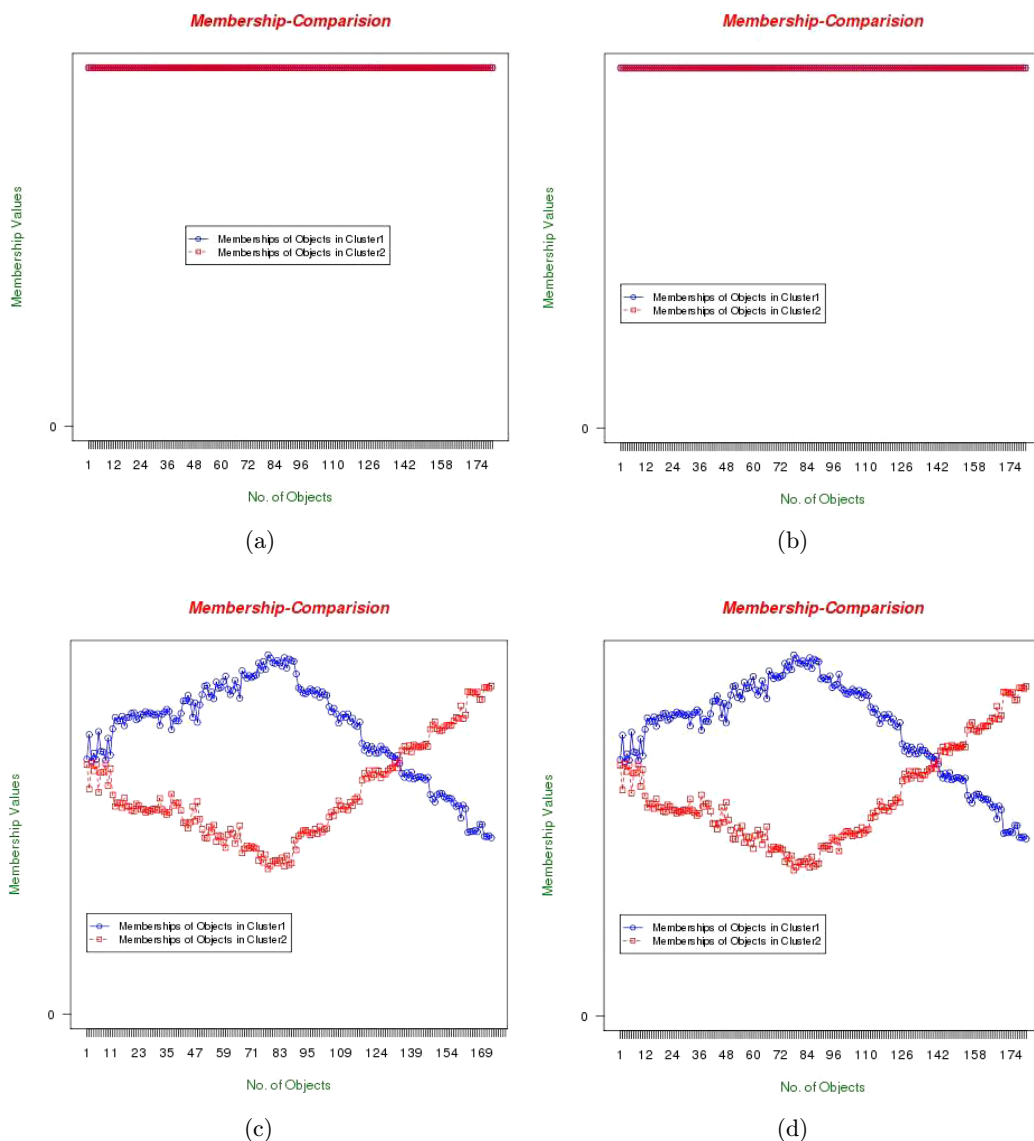 Membership-Comparision
Membership Values
Memberships of Objects in Cluster1
Memberships of Objects in Cluster2
0
1 12 24 36 48 60 72 84 96 110 126 142 158 174
No. of Objects
(a)
Membership-Comparision
Membership Values
Memberships of Objects in Cluster1
Memberships of Objects in Cluster2
0
1 12 24 36 48 60 72 84 96 110 126 142 158 174
No. of Objects
(b)
Membership-Comparision
Membership Values
Memberships of Objects in Cluster1
Memberships of Objects in Cluster2
0
1 11 23 35 47 59 71 83 95 109 124 139 154 169
No. of Objects
(c)
Membership-Comparision
Membership Values
Memberships of Objects in Cluster1
Memberships of Objects in Cluster2
0
1 12 24 36 48 60 72 84 96 110 126 142 158 174
No. of Objects
(d)